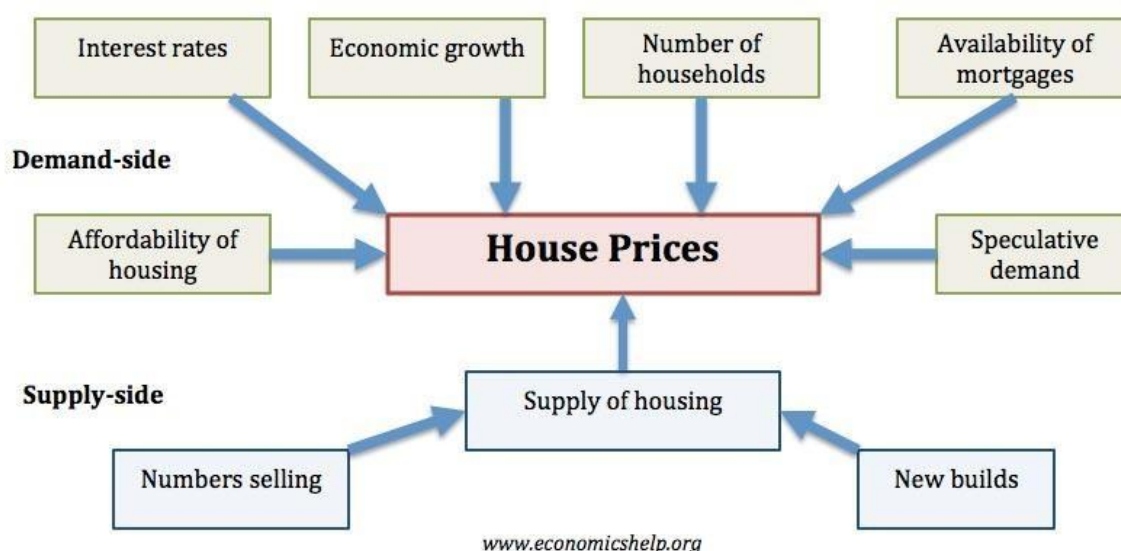 Interest rates
Economic growth
Number of
households
Availability of
mortgages
Demand-side
Affordability of
housing
House Prices
Speculative
demand
Supply-side
Supply of housing
Numbers selling
New builds
www.economicshelp.org